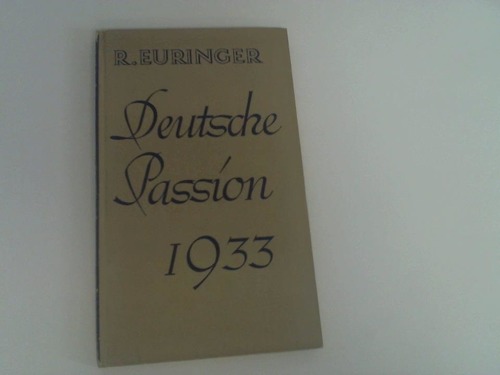 R. EURINGER
Deutsche
Passion
1933